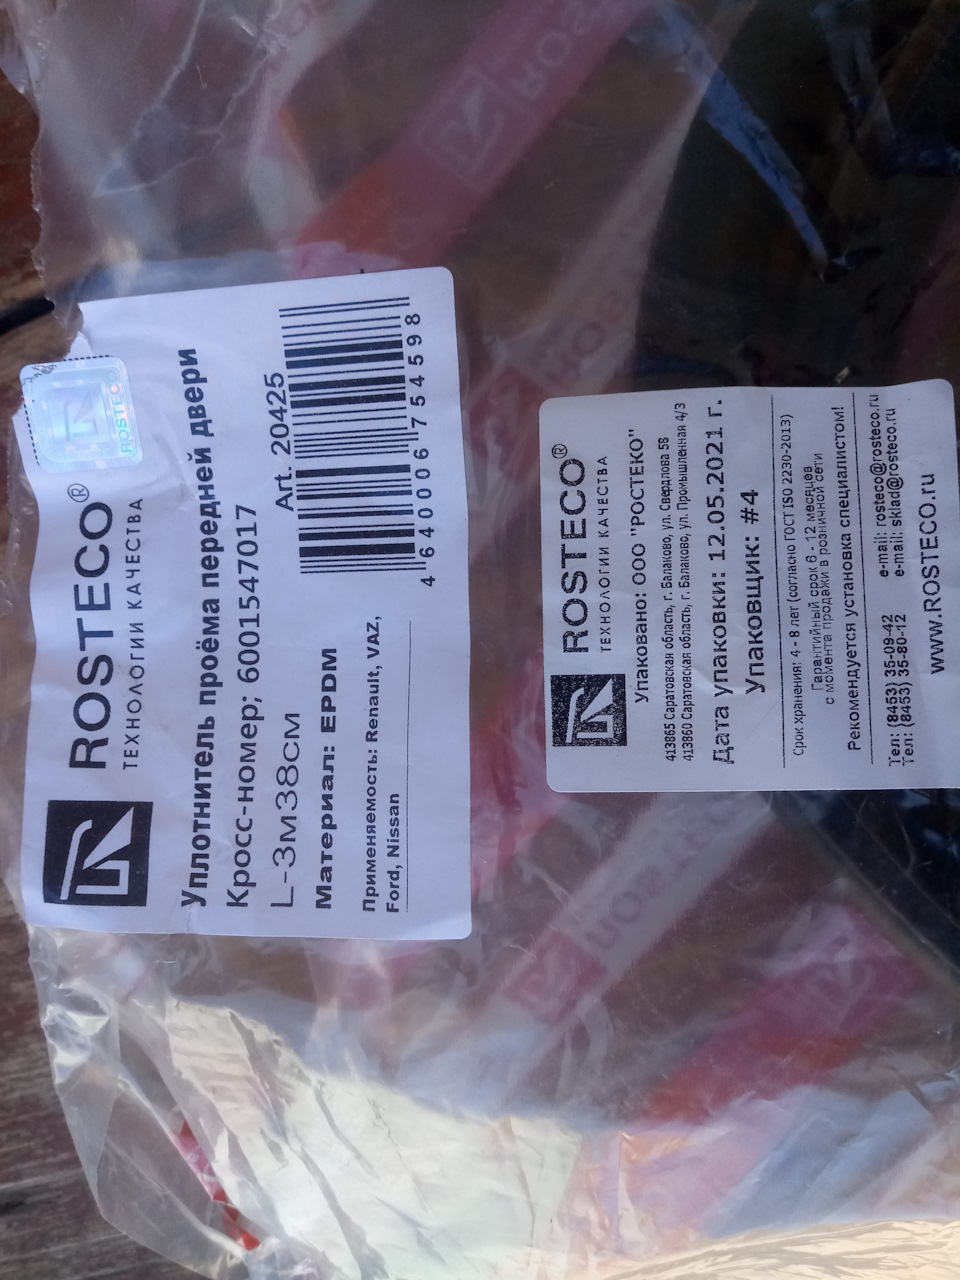 ROSTECO®
ТЕХНОЛОГИИ КАЧЕСТВА
ROSTECO
Уплотнитель проёма передней двери
Кросс-номер; 6001547017
Art. 20425
L-3м38см
Материал: EPDM
Применяемость: Renault, VAZ,
Ford, Nissan
4640006754598
ROSTECO®
ТЕХНОЛОГИИ КАЧЕСТВА
Упаковано: ООО "РОСТЕКО"
413865 Саратовская область, г. Балаково, ул. Свердлова 58
413860 Саратовская область, г. Балаково, ул. Промышленная 4/3
Дата упаковки: 12.05.2021 г.
Упаковщик: #4
Срок хранения: 4 - 8 лет (согласно ГОСТ ISO 2230-2013)
Гарантийный срок 6 - 12 месяцев
с момента продажи в розничной сети
Рекомендуется установка специалистом!
Тел: (8453) 35-09-42 e-mail: rosteco@rosteco.ru
Тел: (8453) 35-80-12 e-mail: sklad@rosteco.ru
www.ROSTECO.ru